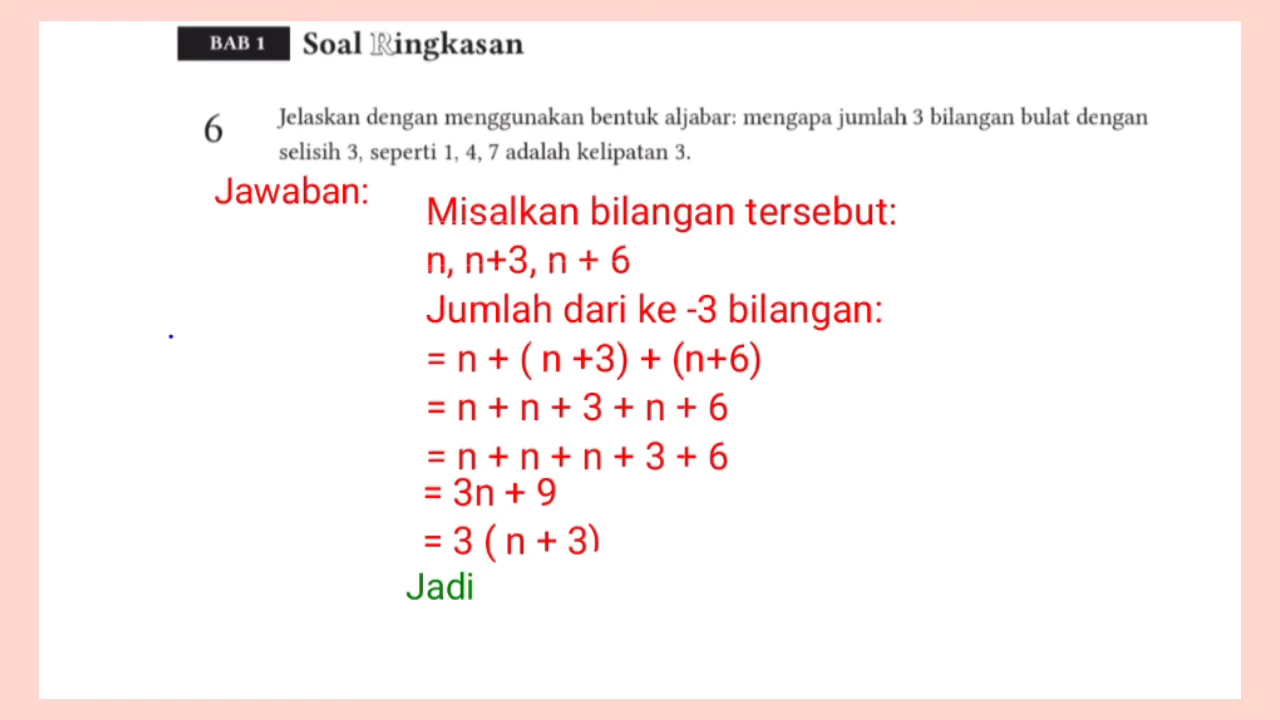 BAB 1 Soal Ringkasan
6 Jelaskan dengan menggunakan bentuk aljabar: mengapa jumlah 3 bilangan bulat dengan
selisih 3, seperti 1, 4, 7 adalah kelipatan 3.
Jawaban:
Misalkan bilangan tersebut:
n, n+3, n + 6
Jumlah dari ke -3 bilangan:
= n + ( n +3) + (n+6)
= n + n + 3 + n + 6
= n + n + n + 3 + 6
= 3n + 9
= 3 ( n + 3)
Jadi